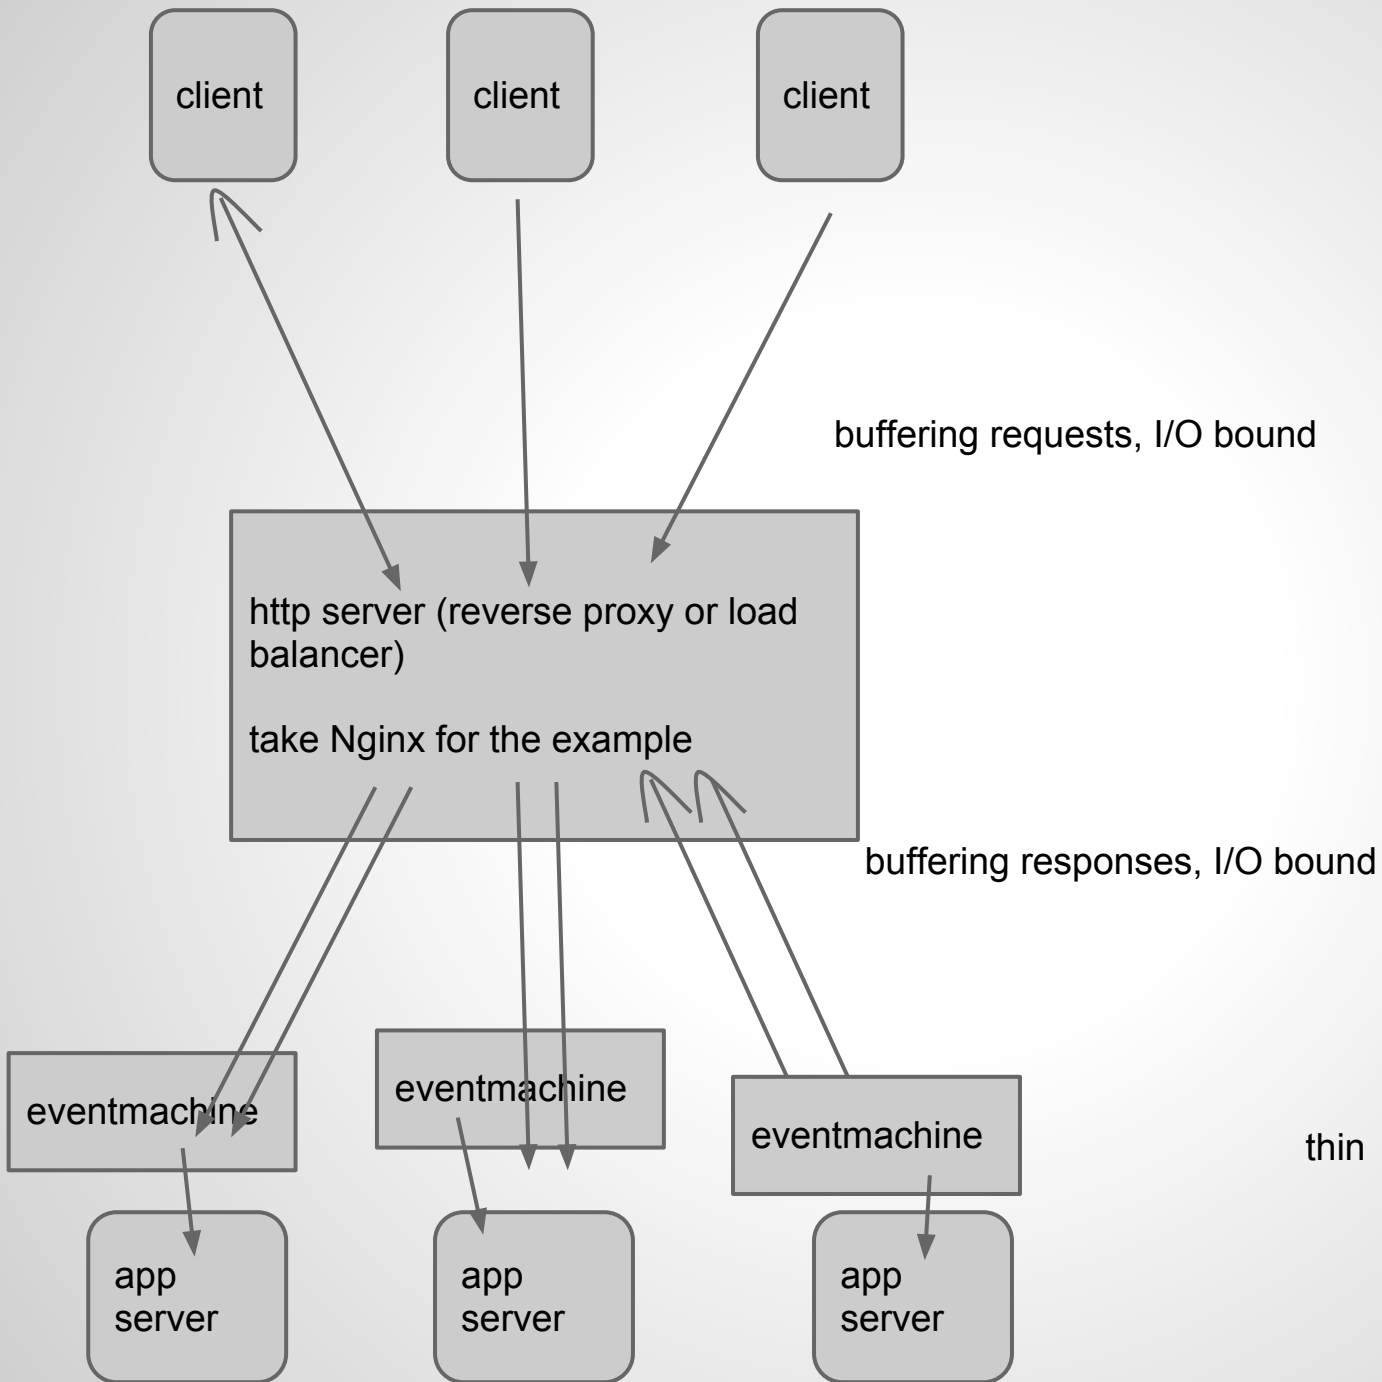 client
client
client
buffering requests, I/O bound
http server (reverse proxy or load
balancer)
take Nginx for the example
buffering responses, I/O bound
eventmachine
eventmachine
eventmachine
thin
app
server
app
server
app
server